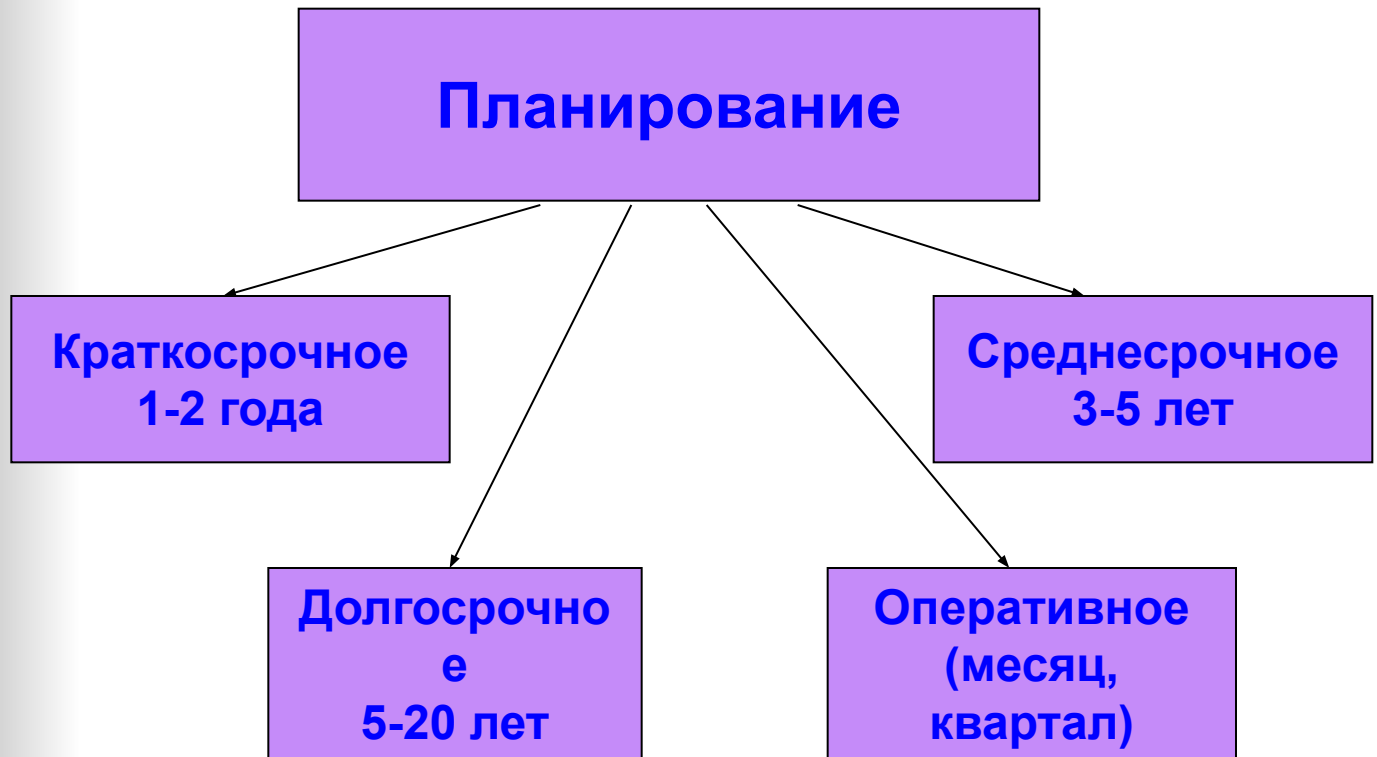 Планирование
Краткосрочное
1-2 года
Среднесрочное
3-5 лет
Долгосрочно
е
5-20 лет
Оперативное
(месяц,
квартал)